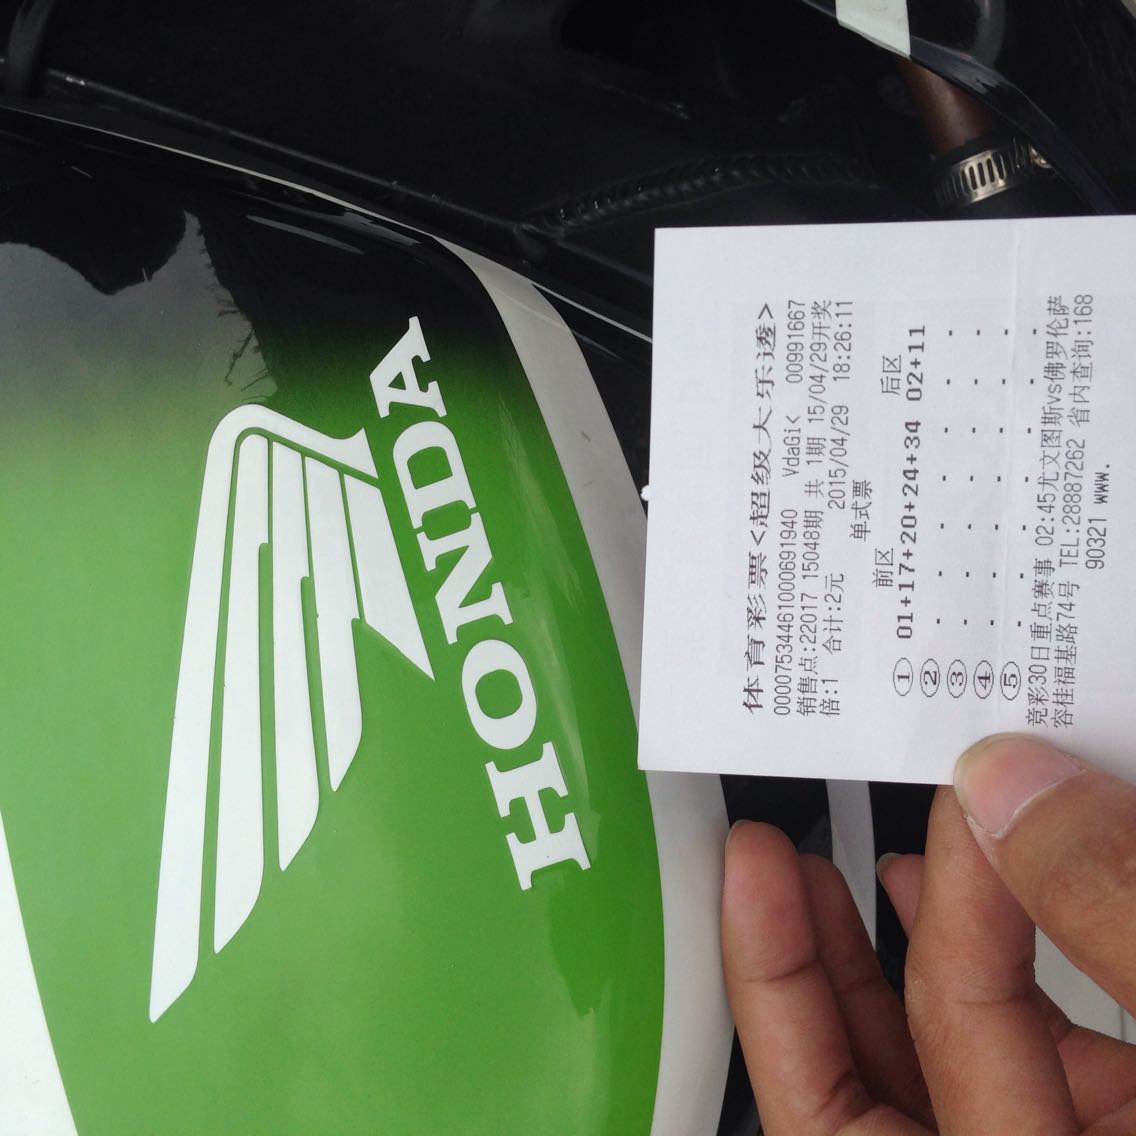 HONDA
体育彩票<超级大乐透>
00007534461000691940 VdaGi< 00991667
销售点:22017 15048期 共 1期 15/04/29开奖
倍:1 合计:2元 2015/04/29 18:26:11
单式票
前区 后区
① 01+17+20+24+34 02+11
② . . . . . . .
③ . . . . . . .
④ . . . . . . .
⑤ . . . . . . .
竞彩30日重点赛事 02:45尤文图斯vs佛罗伦萨
容桂福基路74号 TEL:28887262 省内查询:168
90321 www.